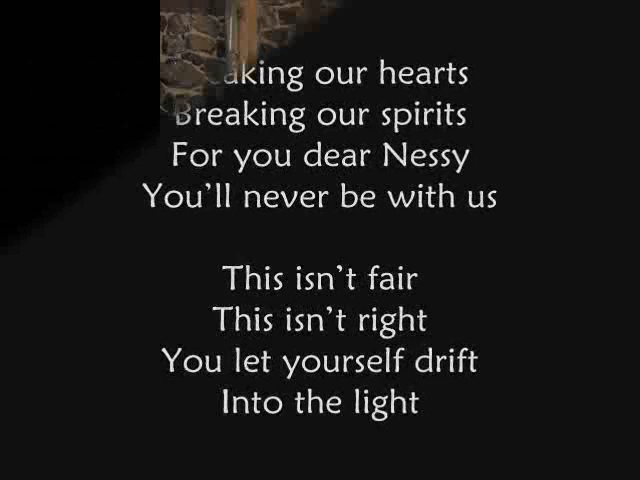 our hearts
Breaking our spirits
For you dear Nessy
You'll never be with us
This isn't fair
This isn't right
You let yourself drift
Into the light